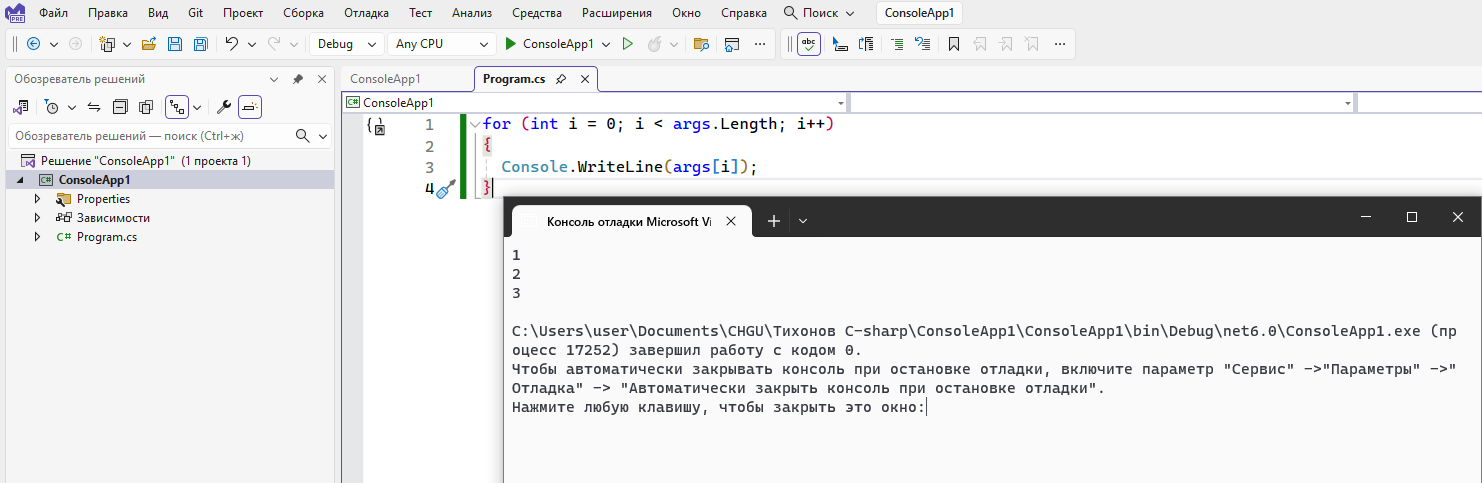 Файл Правка Вид Git Проект Сборка Отладка Тест Анализ Средства Расширения Окно Справка Поиск ConsoleApp1
PRE
Debug Any CPU ConsoleApp1 abc
Обозреватель решений
Обозреватель решений — поиск (Ctrl+ж)
Решение "ConsoleApp1" (1 проекта 1)
C# ConsoleApp1
Properties
Зависимости
C# Program.cs
ConsoleApp1 Program.cs
C# ConsoleApp1
1 for (int i = 0; i < args.Length; i++)
2 {
3 Console.WriteLine(args[i]);
4 }
Консоль отладки Microsoft Vi
1
2
3
C:\Users\user\Documents\CHGU\Тихонов C-sharp\ConsoleApp1\ConsoleApp1\bin\Debug\net6.0\ConsoleApp1.exe (пр
оцесс 17252) завершил работу с кодом 0.
Чтобы автоматически закрывать консоль при остановке отладки, включите параметр "Сервис" ->"Параметры" ->"
Отладка" -> "Автоматически закрыть консоль при остановке отладки".
Нажмите любую клавишу, чтобы закрыть это окно: